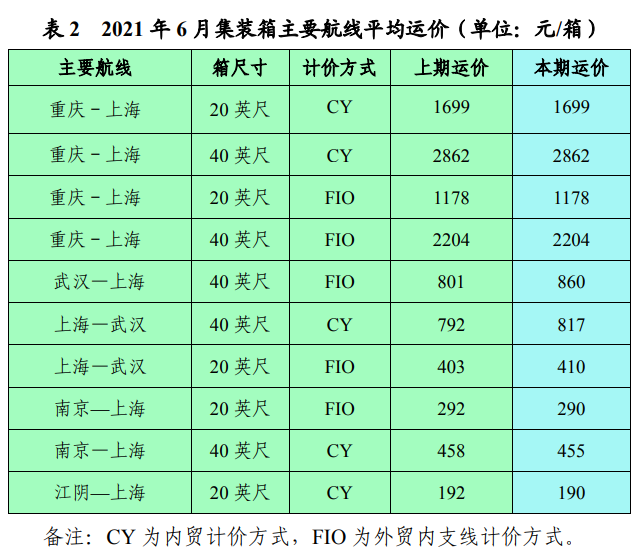 表 2 2021 年 6 月集装箱主要航线平均运价（单位：元/箱）
主要航线 箱尺寸 计价方式 上期运价 本期运价
重庆－上海 20 英尺 CY 1699 1699
重庆－上海 40 英尺 CY 2862 2862
重庆－上海 20 英尺 FIO 1178 1178
重庆－上海 40 英尺 FIO 2204 2204
武汉—上海 40 英尺 FIO 801 860
上海—武汉 40 英尺 CY 792 817
上海—武汉 20 英尺 FIO 403 410
南京—上海 20 英尺 FIO 292 290
南京—上海 40 英尺 CY 458 455
江阴—上海 20 英尺 CY 192 190
备注：CY 为内贸计价方式，FIO 为外贸内支线计价方式。